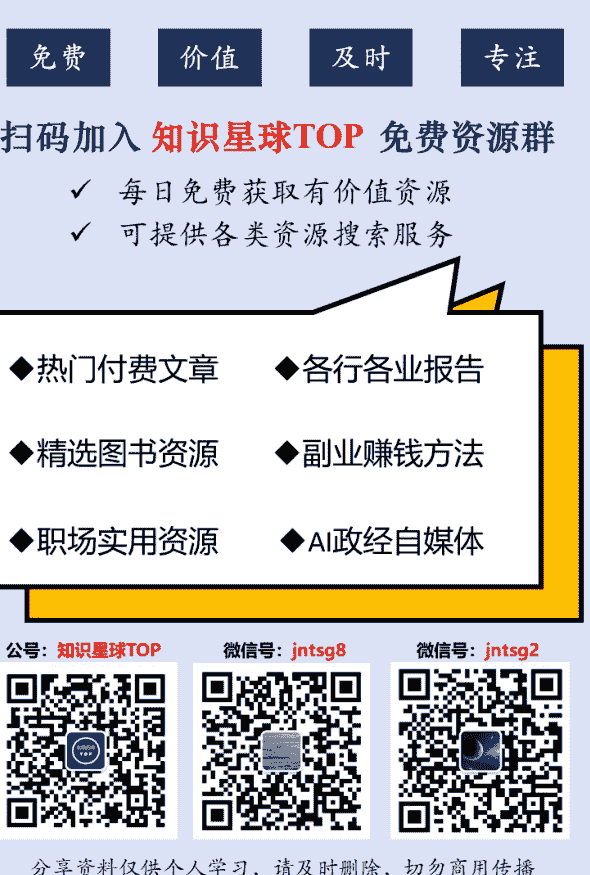 免费 价值 及时 专注
扫码加入 知识星球TOP 免费资源群
✓ 每日免费获取有价值资源
✓ 可提供各类资源搜索服务
◆热门付费文章 ◆各行各业报告
◆精选图书资源 ◆副业赚钱方法
◆职场实用资源 ◆AI政经自媒体
公号：知识星球TOP 微信号：jntsg8 微信号：jntsg2
分享资料仅供个人学习，请及时删除，切勿商用传播